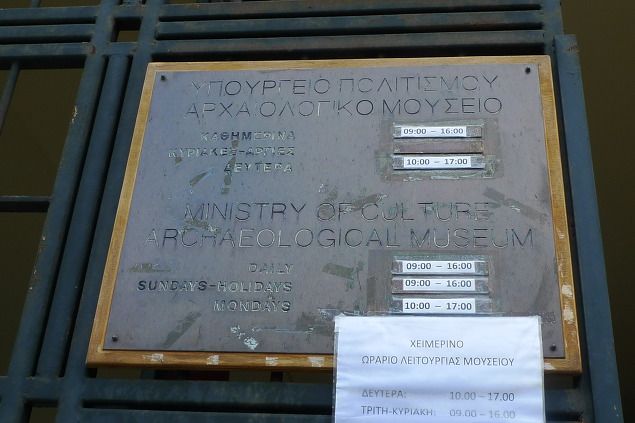 ΥΠΟΥΡΓΕΙΟ ΠΟΛΙΤΙΣΜΟΥ
ΑΡΧΑΙΟΛΟΓΙΚΟ ΜΟΥΣΕΙΟ
ΚΑΘΗΜΕΡΙΝΑ 09:00 – 16:00
ΚΥΡΙΑΚΕΣ-ΑΡΓΙΕΣ
ΔΕΥΤΕΡΑ 10:00 – 17:00
MINISTRY OF CULTURE
ARCHAEOLOGICAL MUSEUM
DAILY 09:00 – 16:00
SUNDAYS-HOLIDAYS 09:00 – 16:00
MONDAYS 10:00 – 17:00
ΧΕΙΜΕΡΙΝΟ
ΩΡΑΡΙΟ ΛΕΙΤΟΥΡΓΙΑΣ ΜΟΥΣΕΙΟΥ
ΔΕΥΤΕΡΑ: 10.00 – 17.00
ΤΡΙΤΗ-ΚΥΡΙΑΚΗ: 09.00 – 16.00